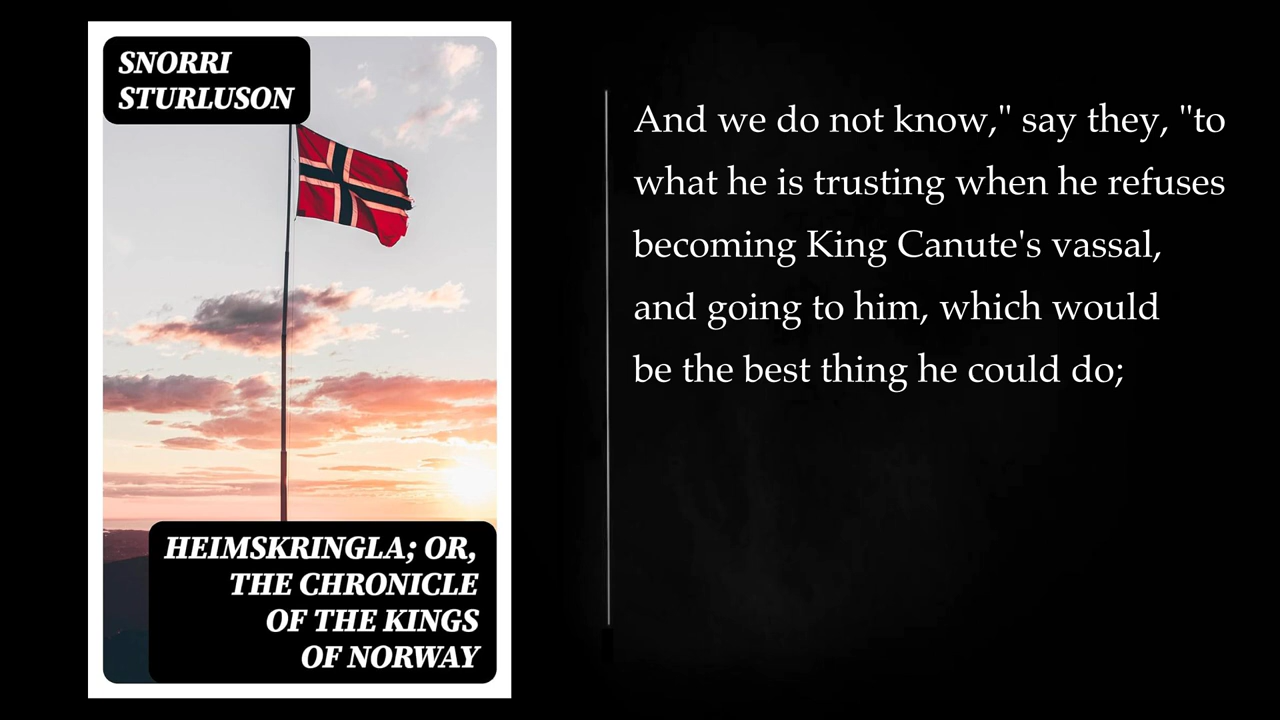 SNORRI
STURLUSON
HEIMSKRINGLA; OR,
THE CHRONICLE
OF THE KINGS
OF NORWAY
And we do not know," say they, "to
what he is trusting when he refuses
becoming King Canute's vassal,
and going to him, which would
be the best thing he could do;